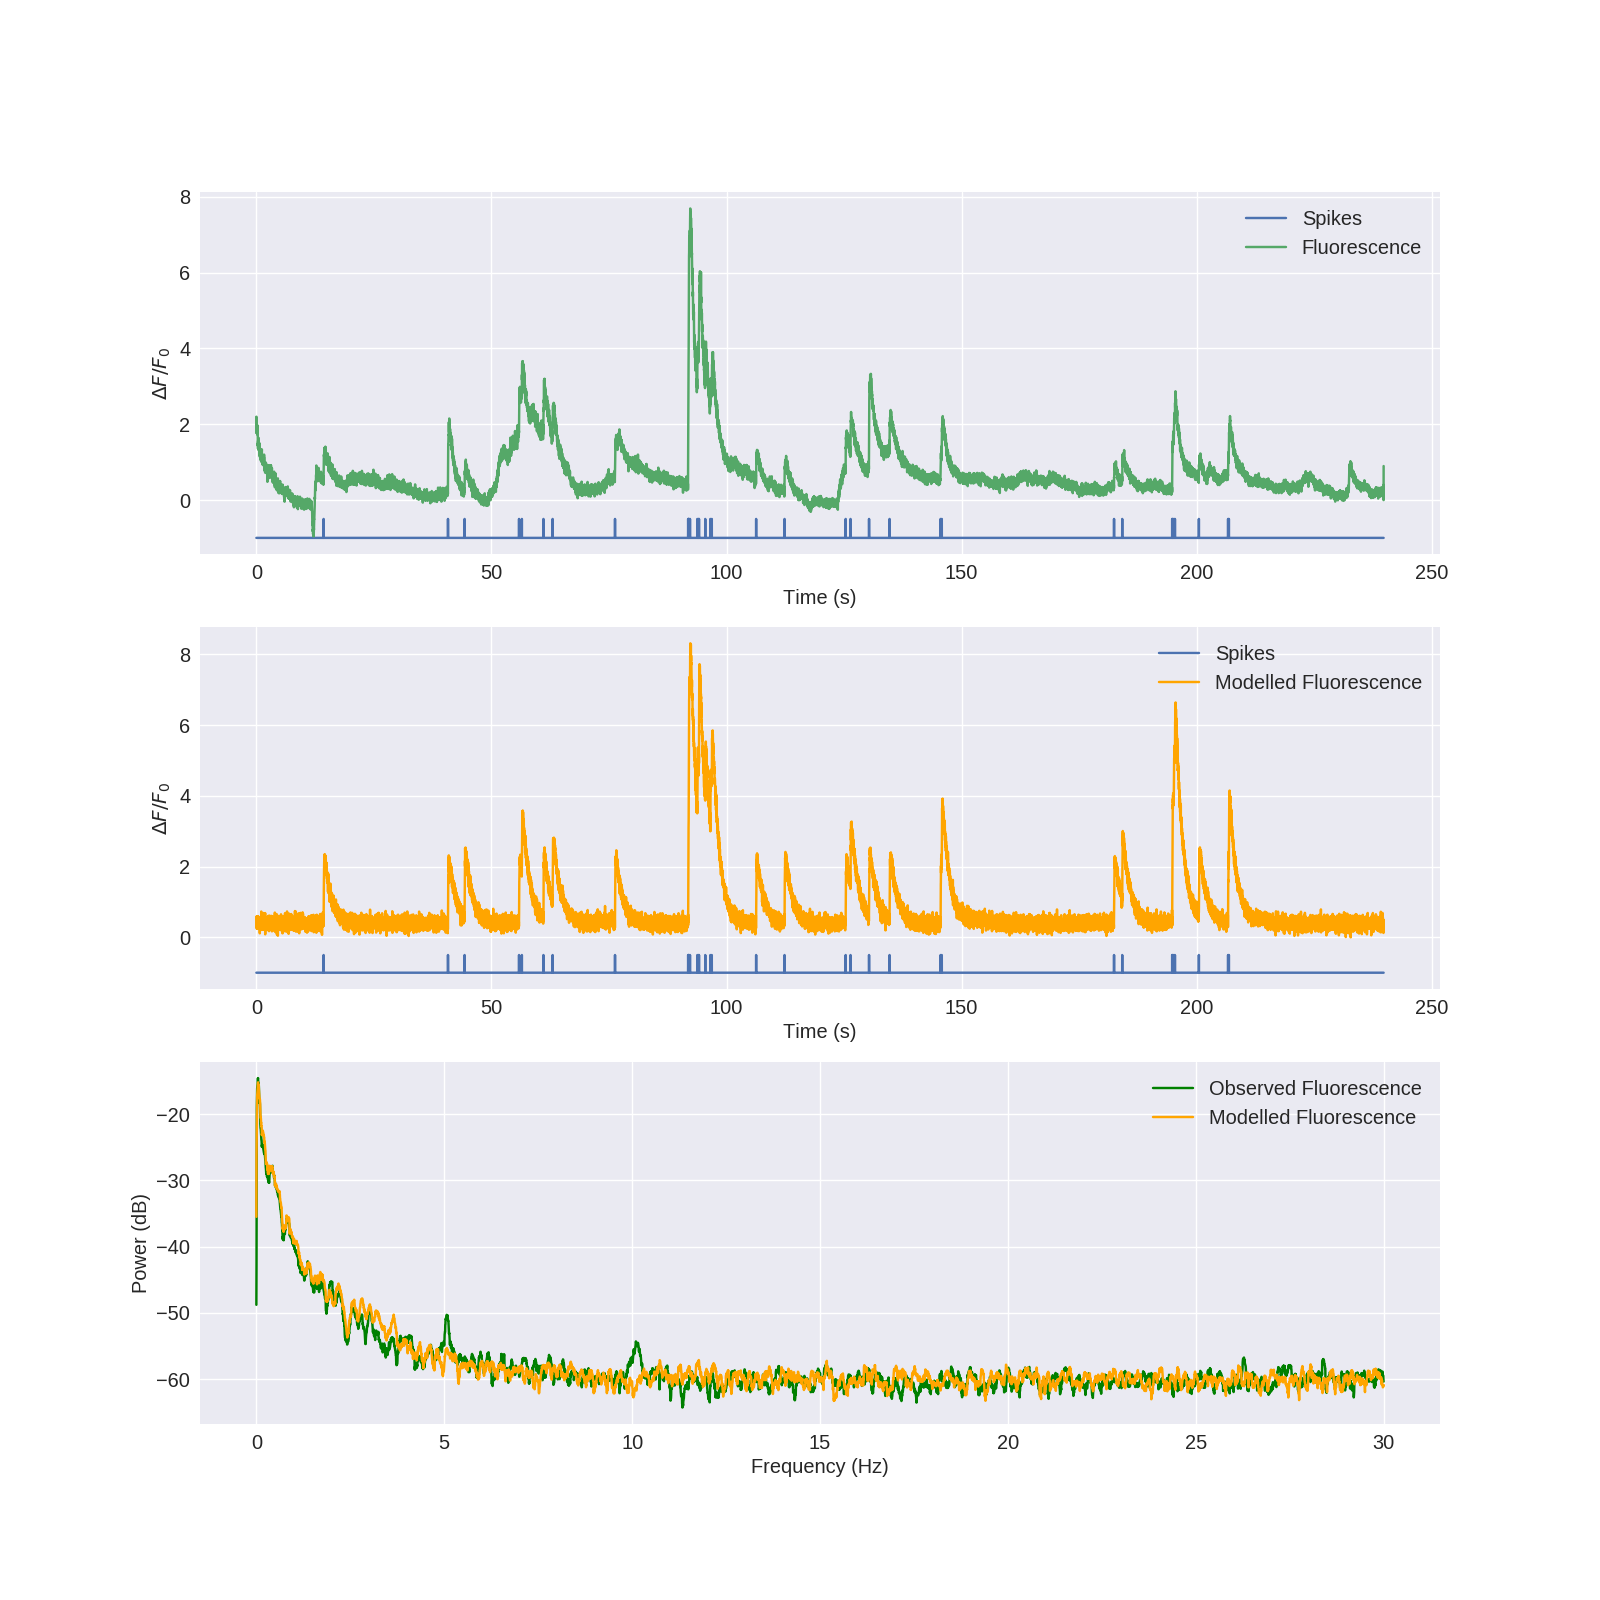 8
6
4
2
0
ΔF/F₀
Spikes
Fluorescence
0 50 100 150 200 250
Time (s)
8
6
4
2
0
ΔF/F₀
Spikes
Modelled Fluorescence
0 50 100 150 200 250
Time (s)
−20
−30
−40
−50
−60
Power (dB)
Observed Fluorescence
Modelled Fluorescence
0 5 10 15 20 25 30
Frequency (Hz)